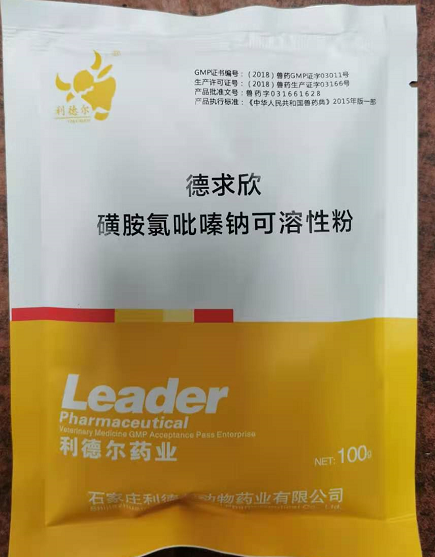 利德尔
GMP证书编号：（2018）兽药GMP证字03011号
生产许可证号：（2018）兽药生产证字03166号
产品批准文号：兽药字031661628
产品执行标准：《中华人民共和国兽药典》2015年版一部
德求欣
磺胺氯吡嗪钠可溶性粉
Leader
Pharmaceutical
Veterinary Medicine GMP Acceptance Pass Enterprise
利德尔药业
NET:100g
石家庄利德尔动物药业有限公司